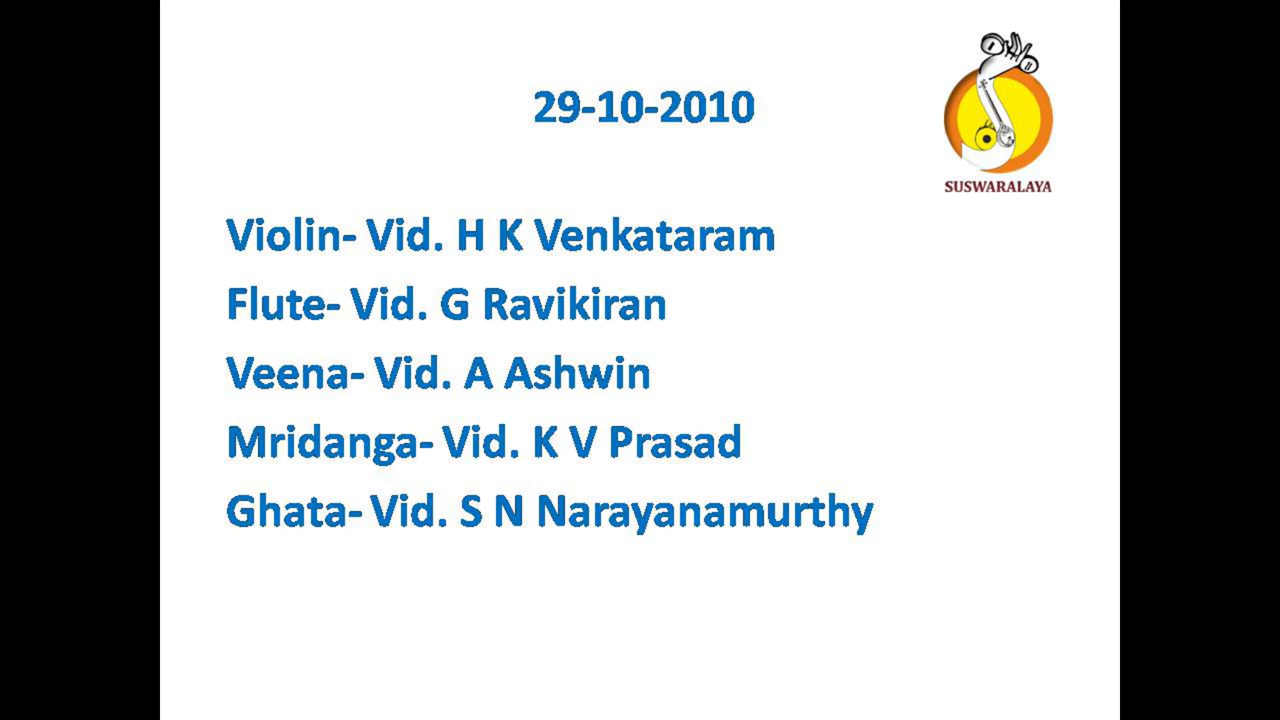 29-10-2010
SUSWARALAYA
Violin- Vid. H K Venkataram
Flute- Vid. G Ravikiran
Veena- Vid. A Ashwin
Mridanga- Vid. K V Prasad
Ghata- Vid. S N Narayanamurthy